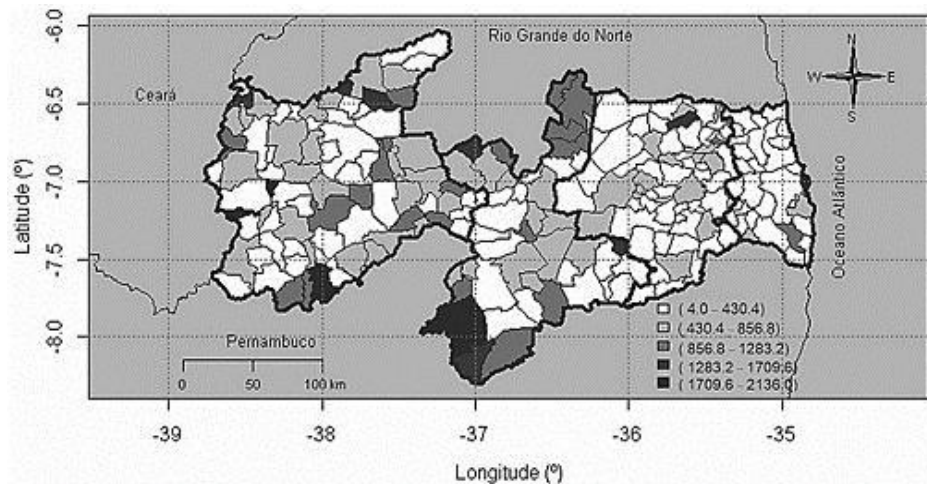 Rio Grande do Norte
Ceará
N
W
E
S
Latitude (º)
-6.0
-6.5
-7.0
-7.5
-8.0
Oceano Atlântico
Pernambuco
0
50
100 km
( 4.0 – 430.4)
( 430.4 – 856.8)
( 856.8 – 1283.2)
( 1283.2 – 1709.6)
( 1709.6 – 2136.0)
-39
-38
-37
-36
-35
Longitude (º)